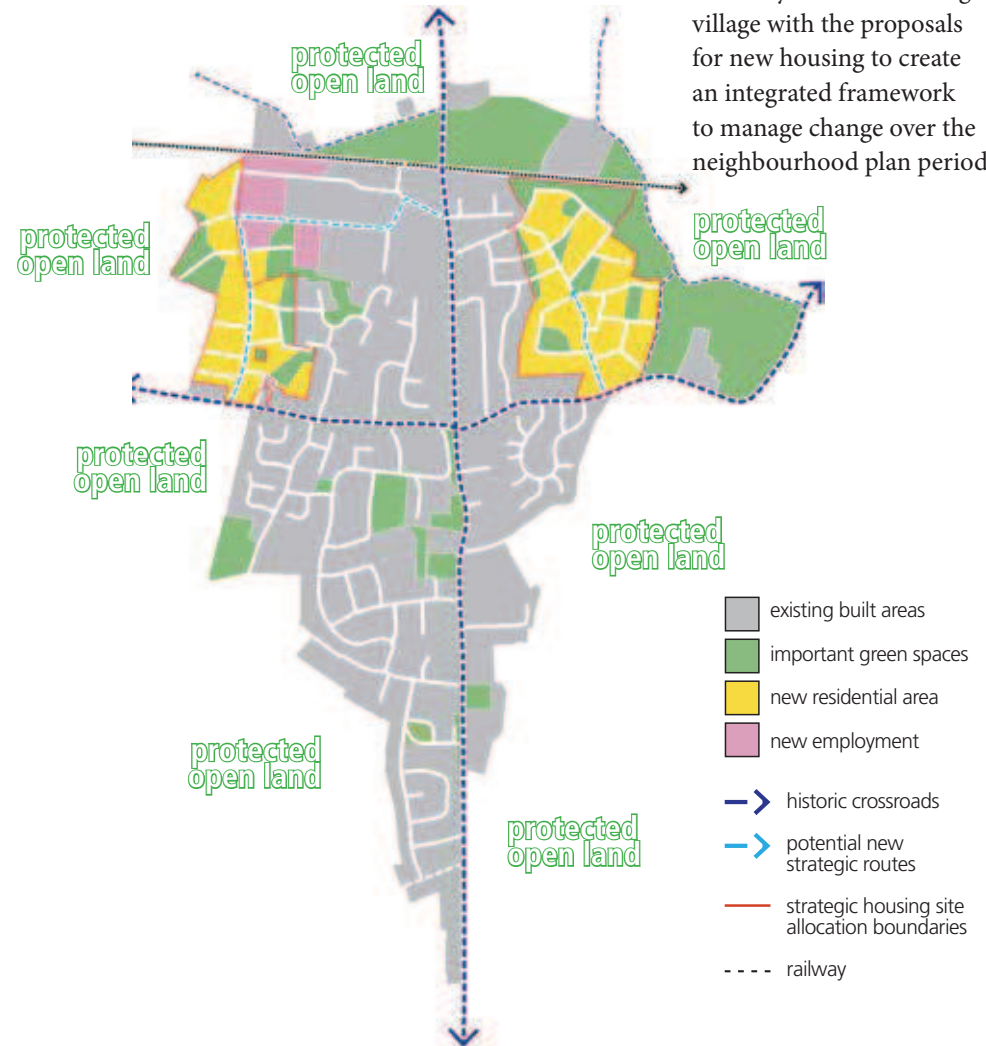 village with the proposals
for new housing to create
an integrated framework
to manage change over the
neighbourhood plan period
protected
open land
protected
open land
protected
open land
protected
open land
protected
open land
protected
open land
protected
open land
existing built areas
important green spaces
new residential area
new employment
historic crossroads
potential new
strategic routes
strategic housing site
allocation boundaries
railway